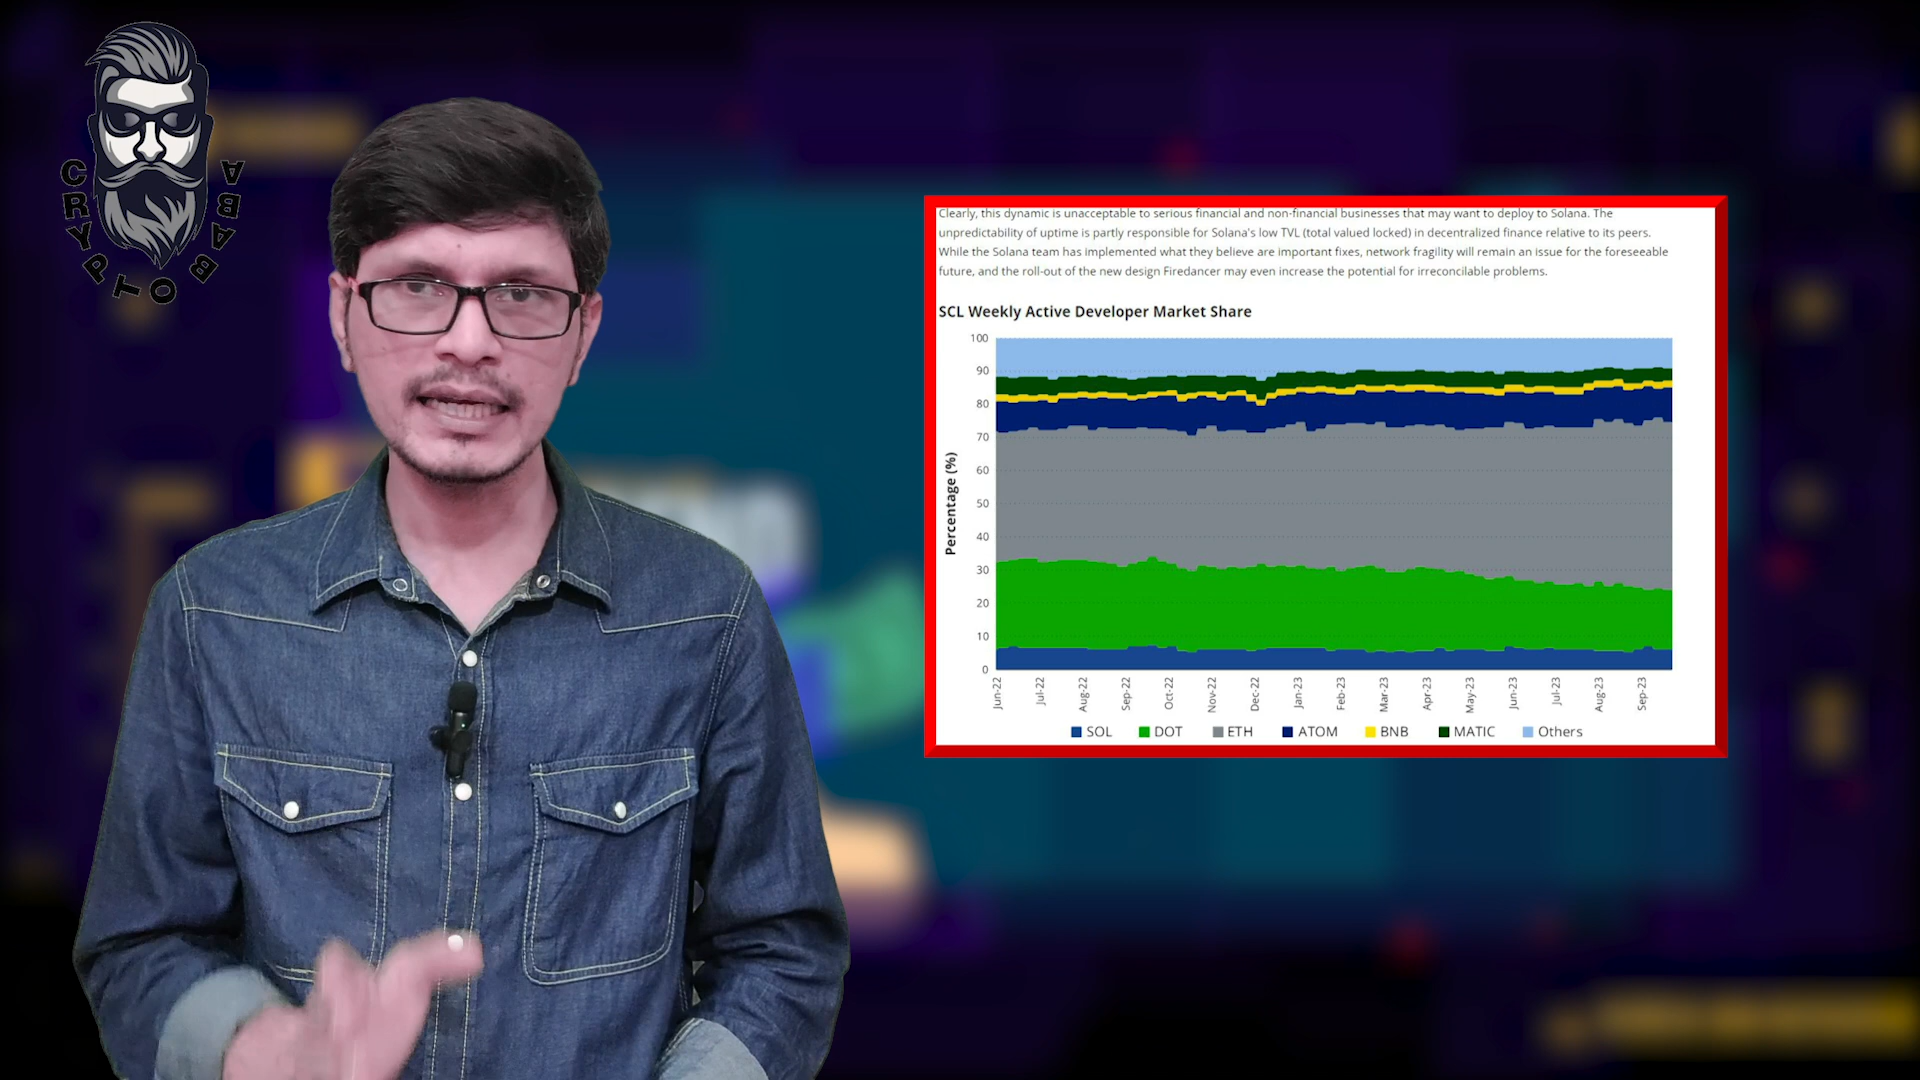 CRYPTO BABA
Clearly, this dynamic is unacceptable to serious financial and non-financial businesses that may want to deploy to Solana. The
unpredictability of uptime is partly responsible for Solana's low TVL (total valued locked) in decentralized finance relative to its peers.
While the Solana team has implemented what they believe are important fixes, network fragility will remain an issue for the foreseeable
future, and the roll-out of the new design Firedancer may even increase the potential for irreconcilable problems.
SCL Weekly Active Developer Market Share
Percentage (%)
100
90
80
70
60
50
40
30
20
10
0
Jun-22 Jul-22 Aug-22 Sep-22 Oct-22 Nov-22 Dec-22 Jan-23 Feb-23 Mar-23 Apr-23 May-23 Jun-23 Jul-23 Aug-23 Sep-23
SOL DOT ETH ATOM BNB MATIC Others